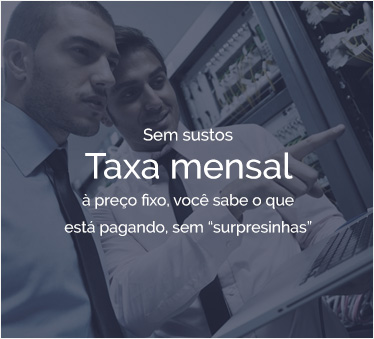 Sem sustos
Taxa mensal
à preço fixo, você sabe o que
está pagando, sem “surpresinhas”